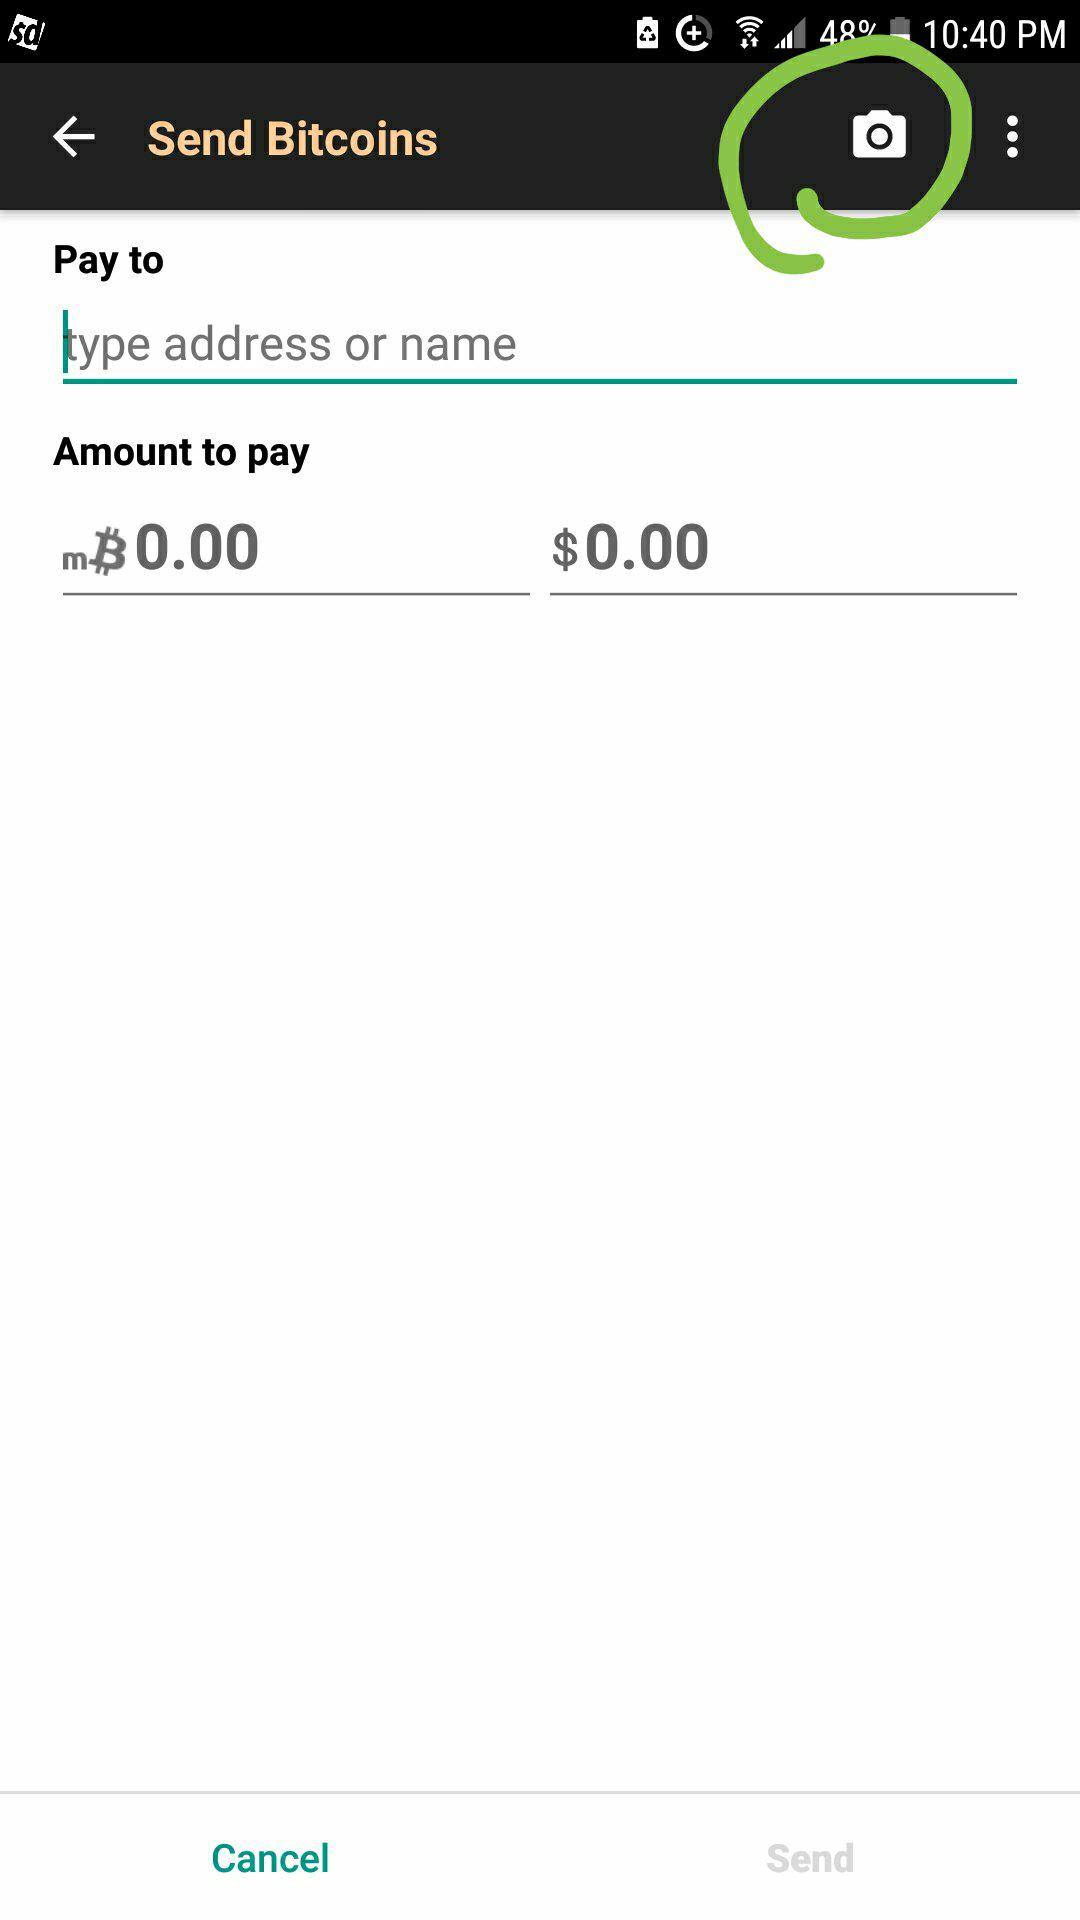 48% 10:40 PM
Send Bitcoins
Pay to
type address or name
Amount to pay
m₿0.00 $0.00
Cancel Send